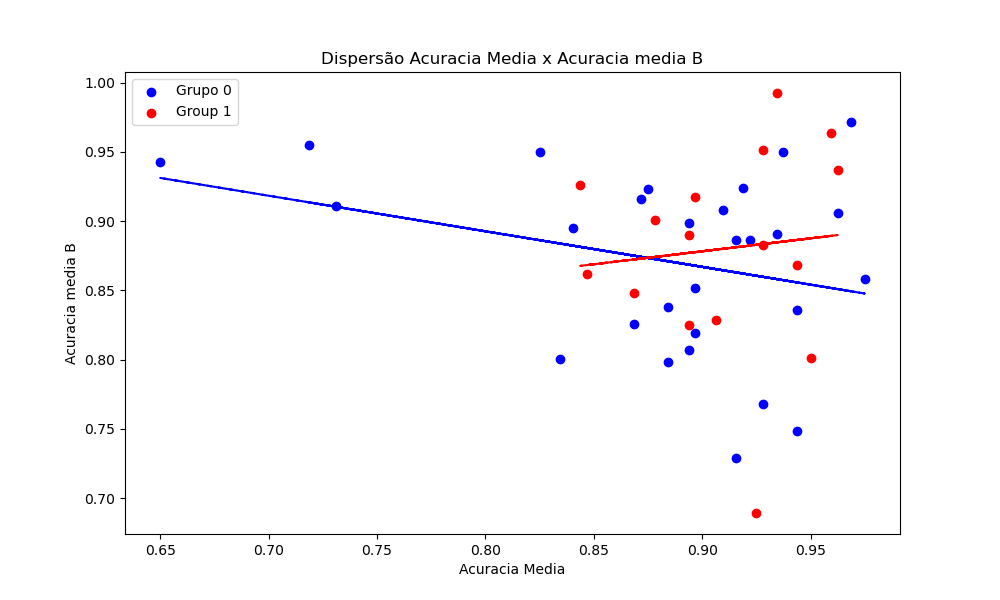 Dispersão Acuracia Media x Acuracia media B
Grupo 0
Group 1
Acuracia media B
1.00
0.95
0.90
0.85
0.80
0.75
0.70
0.65
0.70
0.75
0.80
0.85
0.90
0.95
Acuracia Media